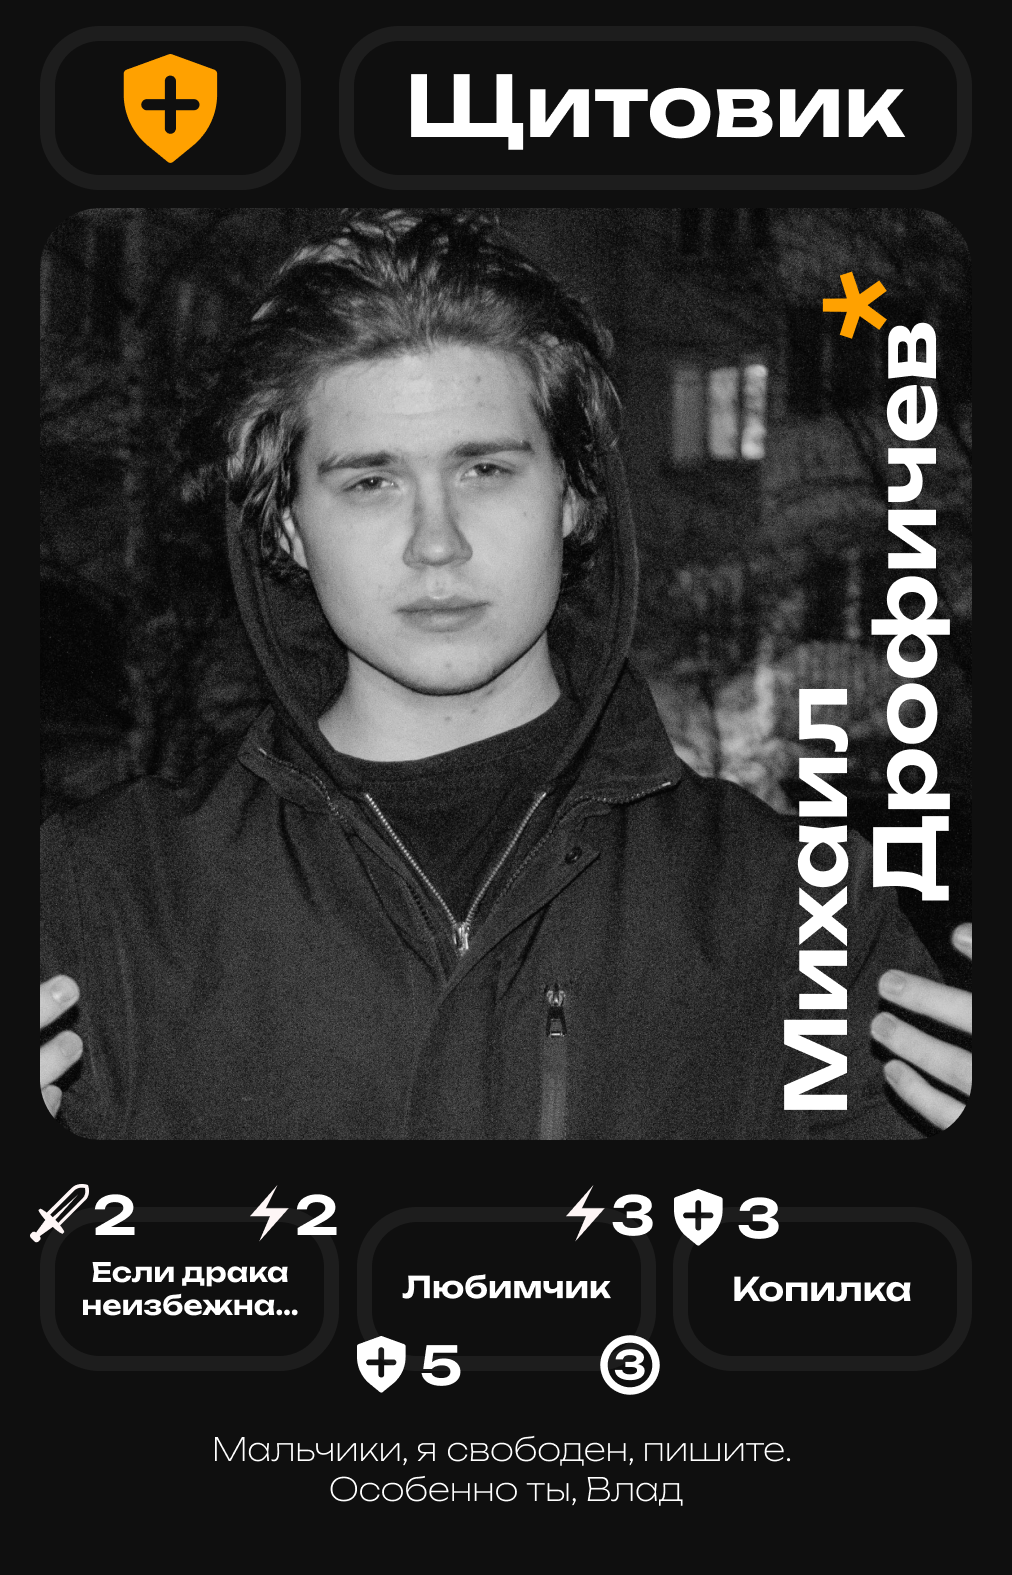 Щитовик
Михаил
Дрофичев*
2
2
Если драка
неизбежна...
3
Любимчик
5
3
3
Копилка
Мальчики, я свободен, пишите.
Особенно ты, Влад